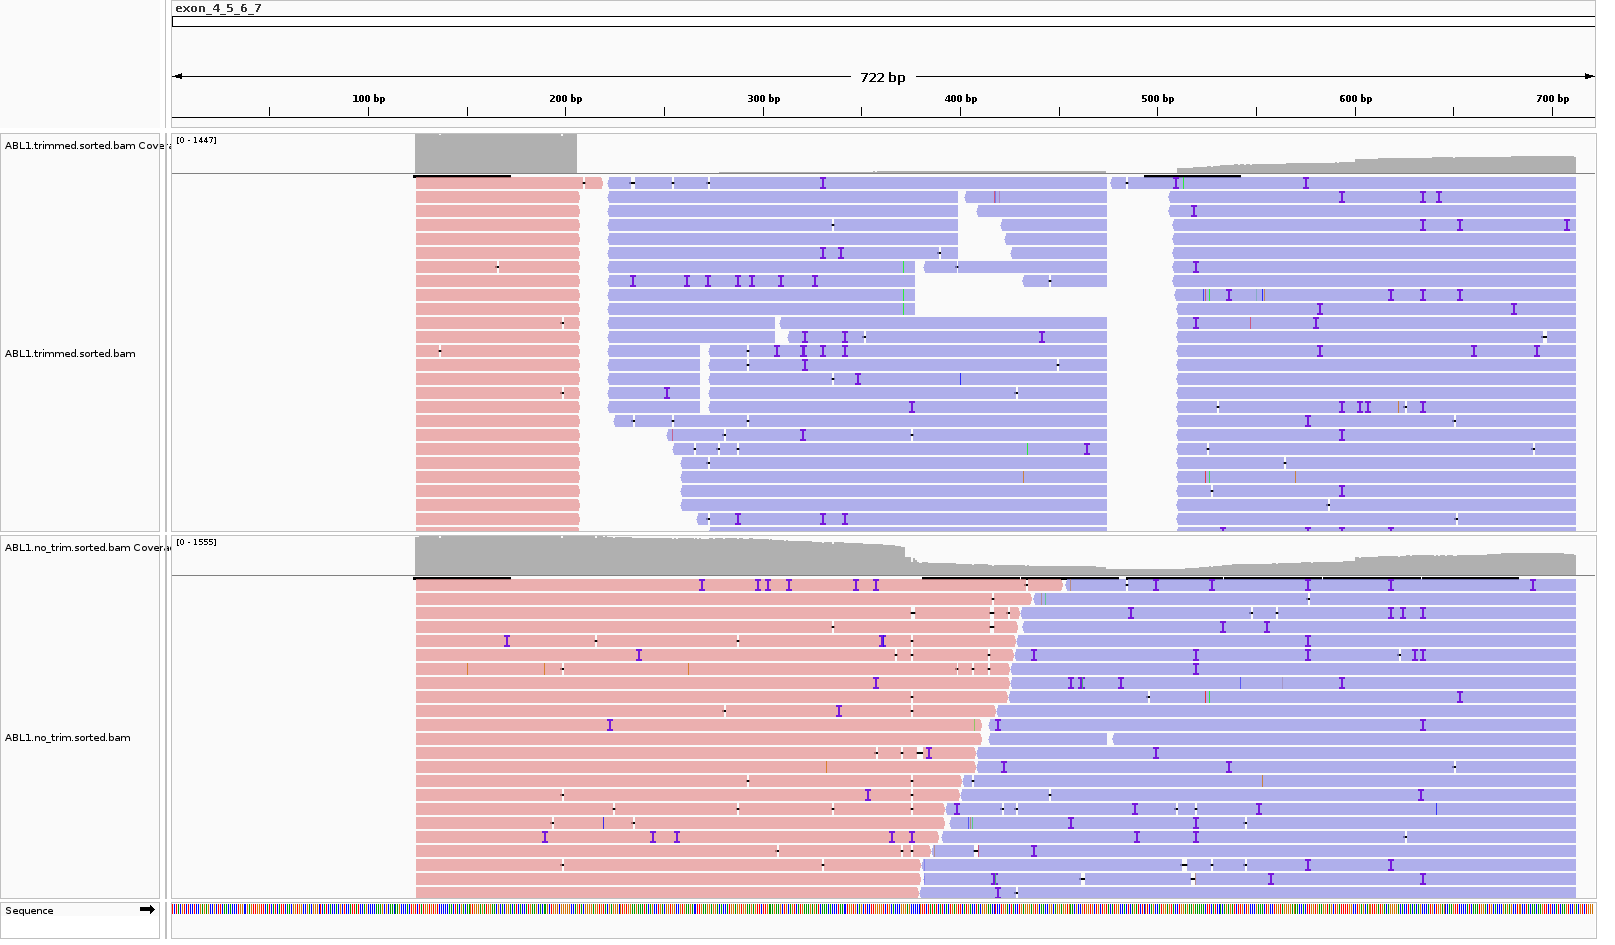 exon_4_5_6_7
722 bp
100 bp 200 bp 300 bp 400 bp 500 bp 600 bp 700 bp
ABL1.trimmed.sorted.bam Covera
[0 - 1447]
ABL1.trimmed.sorted.bam
ABL1.no_trim.sorted.bam Covera
[0 - 1555]
ABL1.no_trim.sorted.bam
Sequence